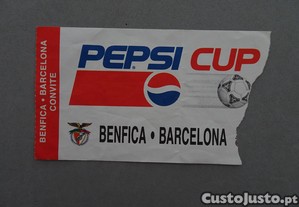 BENFICA • BARCELONA
CONVITE
PEPSI CUP
BENFICA • BARCELONA
CustoJusto.pt